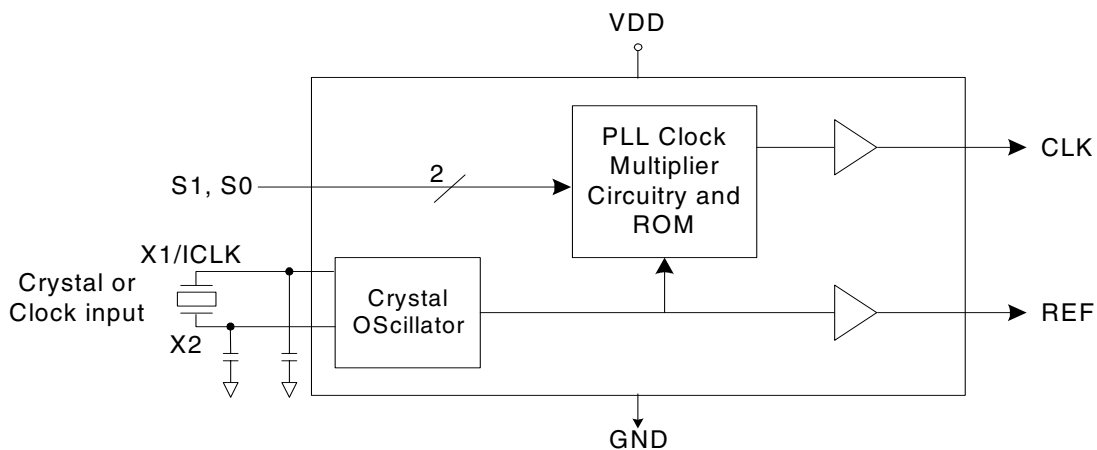 VDD
PLL Clock
Multiplier
Circuitry and
ROM
CLK
S1, S0
2
X1/ICLK
Crystal or
Clock input
X2
Crystal
OScillator
REF
GND